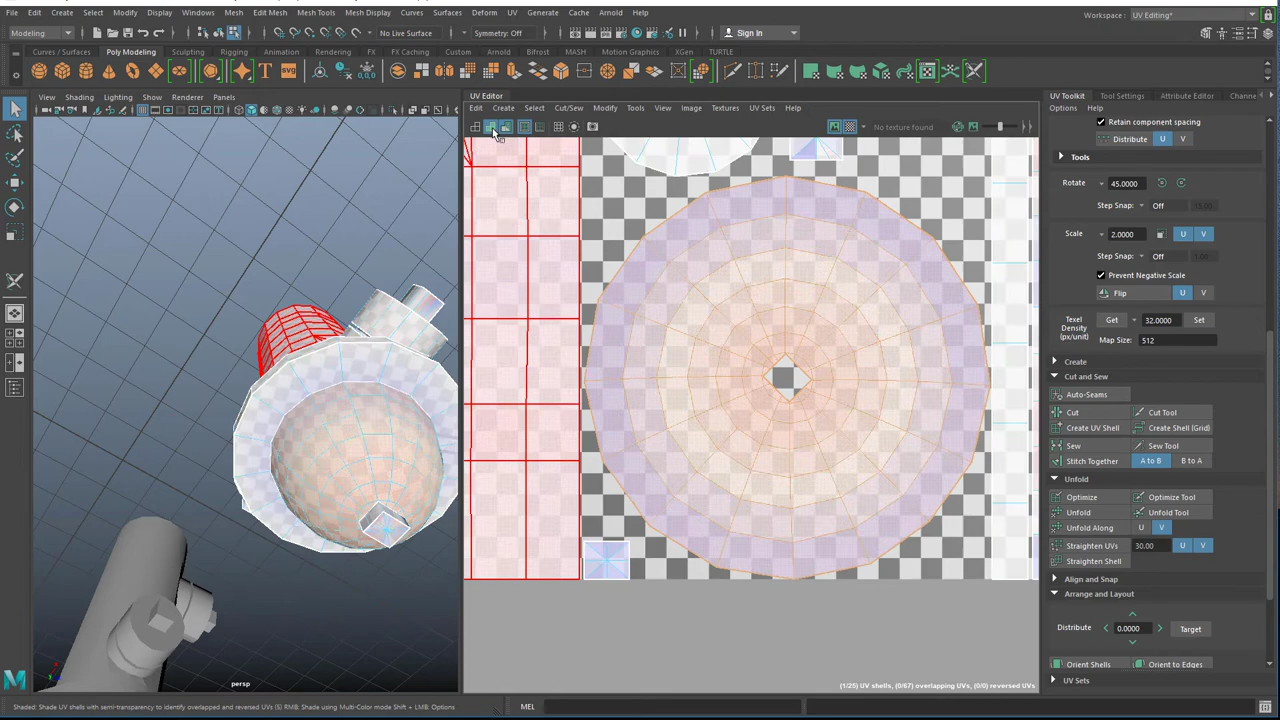 File Edit Create Select Modify Display Windows Mesh Edit Mesh Mesh Tools Mesh Display Curves Surfaces Deform UV Generate Cache Arnold Help
Workspace : UV Editing*
Modeling
No Live Surface
Symmetry: Off
Sign In
Curves / Surfaces Poly Modeling Sculpting Rigging Animation Rendering FX FX Caching Custom Arnold Bifrost MASH Motion Graphics XGen TURTLE
View Shading Lighting Show Renderer Panels
UV Editor
Edit Create Select Cut/Sew Modify Tools View Image Textures UV Sets Help
No texture found
UV Toolkit Tool Settings Attribute Editor Channe
Options Help
Retain component spacing
Distribute U V
Tools
Rotate 45.0000
Step Snap: Off
Scale 2.0000 U V
Step Snap: Off 1.00
Prevent Negative Scale
Flip U V
Texel
Density
(px/unit)
Get 32.0000 Set
Map Size: 512
Create
Cut and Sew
Auto-Seams
Cut Cut Tool
Create UV Shell Create Shell (Grid)
Sew Sew Tool
Stitch Together A to B B to A
Unfold
Optimize Optimize Tool
Unfold Unfold Tool
Unfold Along U V
Straighten UVs 30.00 U V
Straighten Shell
Align and Snap
Arrange and Layout
Distribute 0.0000 Target
Orient Shells Orient to Edges
UV Sets
persp
(1/25) UV shells, (0/67) overlapping UVs, (0/0) reversed UVs
Shaded: Shade UV shells with semi-transparency to identify overlapped and reversed UVs (5) RMB: Shade using Multi-Color mode Shift + LMB: Options
MEL